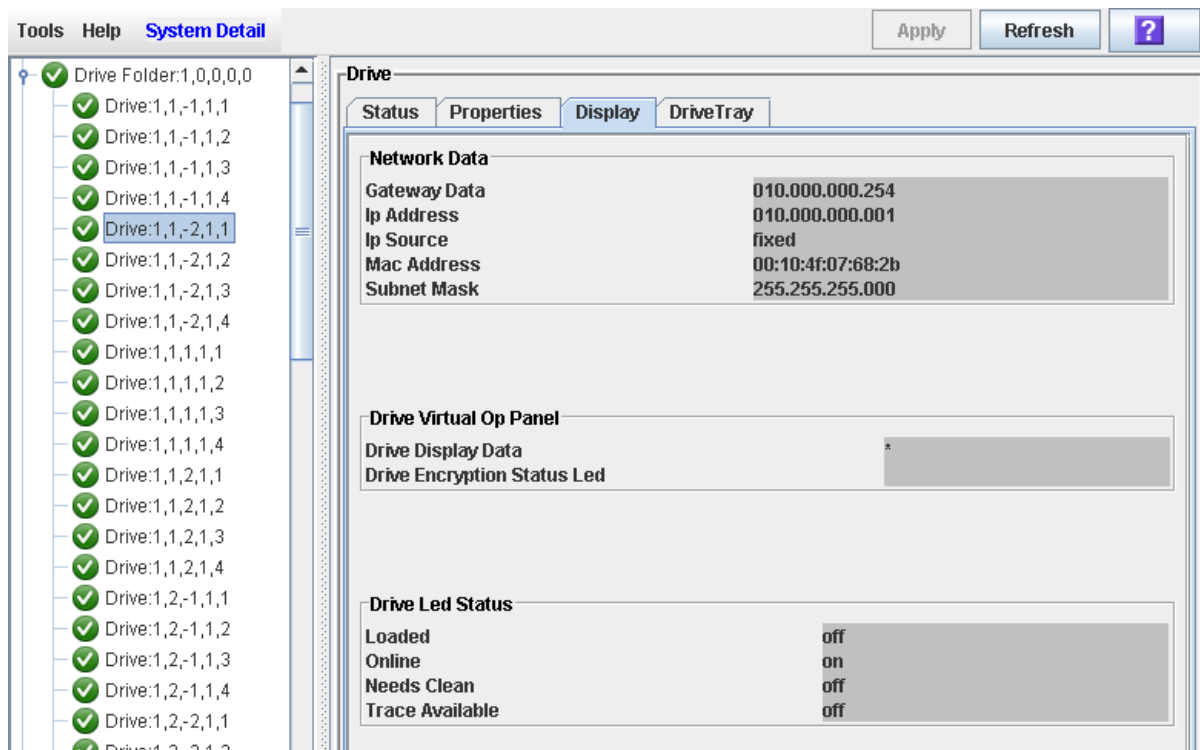 Tools Help System Detail Apply Refresh ?
Drive Folder:1,0,0,0,0
Drive:1,1,-1,1,1
Drive:1,1,-1,1,2
Drive:1,1,-1,1,3
Drive:1,1,-1,1,4
Drive:1,1,-2,1,1
Drive:1,1,-2,1,2
Drive:1,1,-2,1,3
Drive:1,1,-2,1,4
Drive:1,1,1,1,1
Drive:1,1,1,1,2
Drive:1,1,1,1,3
Drive:1,1,1,1,4
Drive:1,1,2,1,1
Drive:1,1,2,1,2
Drive:1,1,2,1,3
Drive:1,1,2,1,4
Drive:1,2,-1,1,1
Drive:1,2,-1,1,2
Drive:1,2,-1,1,3
Drive:1,2,-1,1,4
Drive:1,2,-2,1,1
Drive:1,2,-2,1,2
Drive
Status Properties Display DriveTray
Network Data
Gateway Data 010.000.000.254
Ip Address 010.000.000.001
Ip Source fixed
Mac Address 00:10:4f:07:68:2b
Subnet Mask 255.255.255.000
Drive Virtual Op Panel
Drive Display Data *
Drive Encryption Status Led
Drive Led Status
Loaded off
Online on
Needs Clean off
Trace Available off